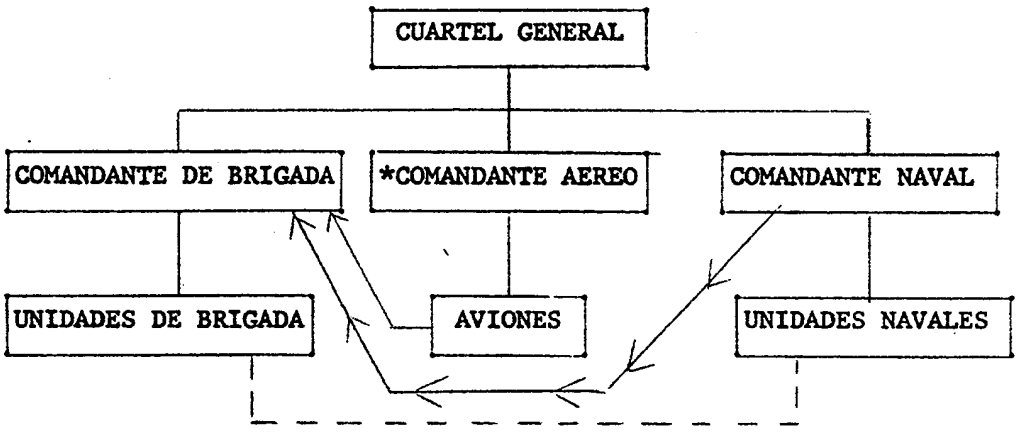 CUARTEL GENERAL
COMANDANTE DE BRIGADA
*COMANDANTE AEREO
COMANDANTE NAVAL
UNIDADES DE BRIGADA
AVIONES
UNIDADES NAVALES